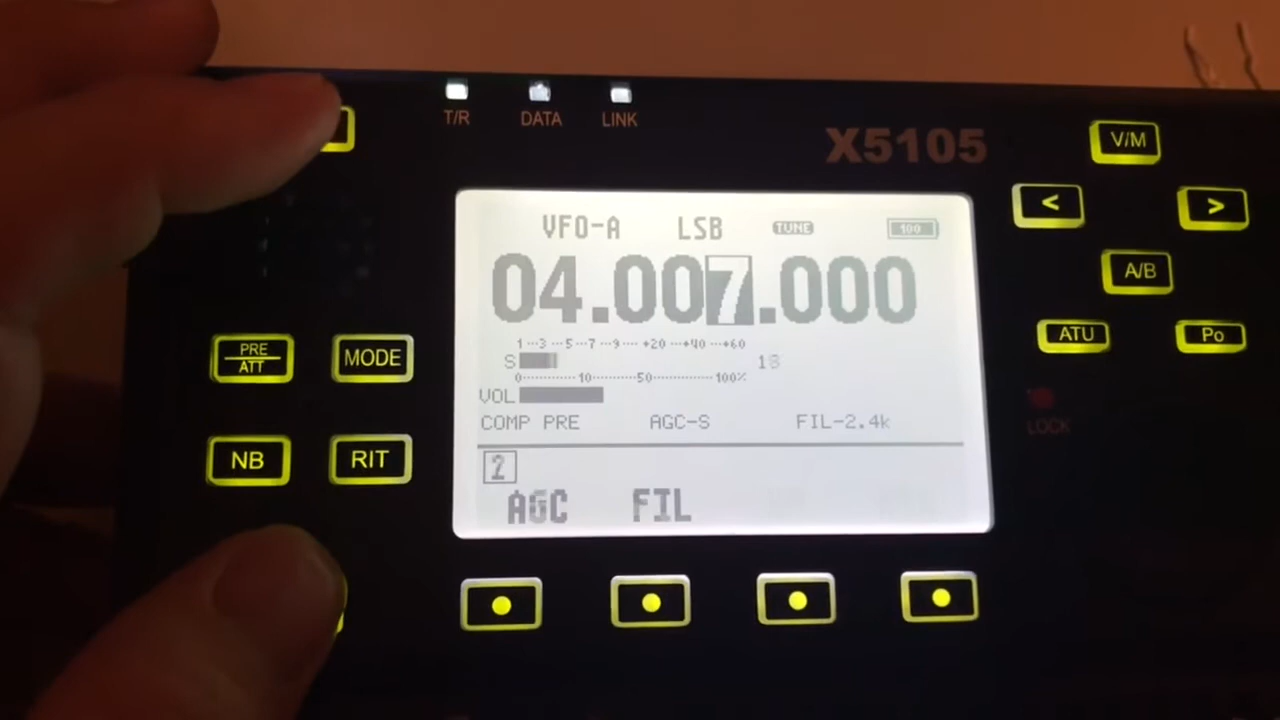 T/R DATA LINK
X5105
V/M
< >
A/B
ATU Po
LOCK
PRE
ATT
MODE
NB RIT
VFO-A LSB TUNE 100
04.007.000
1···3···5···7···9····+20···+40···+60
S 18
0·········10·········50···········100%
VOL
COMP PRE AGC-S FIL-2.4k
2
AGC FIL